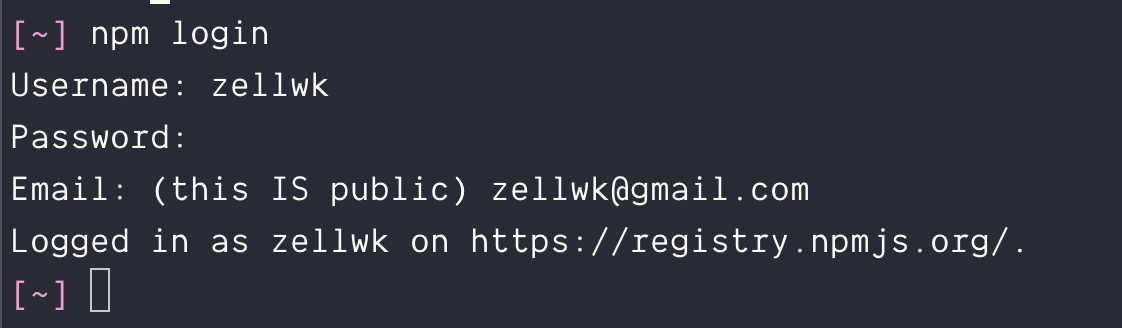 [~] npm login
Username: zellwk
Password:
Email: (this IS public) zellwk@gmail.com
Logged in as zellwk on https://registry.npmjs.org/.
[~]